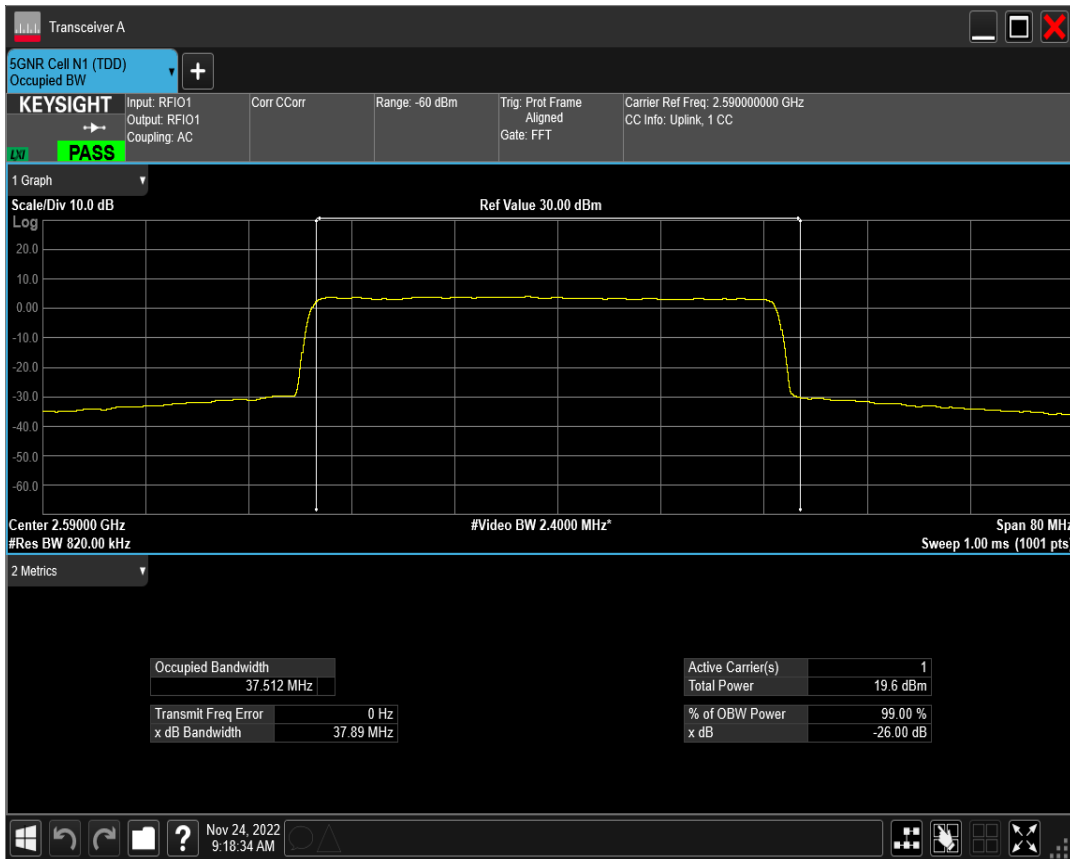 Transceiver A
5GNR Cell N1 (TDD)
Occupied BW
+
KEYSIGHT
LXI
PASS
Input: RFIO1
Output: RFIO1
Coupling: AC
Corr CCorr
Range: -60 dBm
Trig: Prot Frame
Aligned
Gate: FFT
Carrier Ref Freq: 2.590000000 GHz
CC Info: Uplink, 1 CC
1 Graph
Scale/Div 10.0 dB
Ref Value 30.00 dBm
Log
20.0
10.0
0.00
-10.0
-20.0
-30.0
-40.0
-50.0
-60.0
Center 2.59000 GHz
#Video BW 2.4000 MHz*
Span 80 MHz
#Res BW 820.00 kHz
Sweep 1.00 ms (1001 pts)
2 Metrics
Occupied Bandwidth
37.512 MHz
Transmit Freq Error 0 Hz
x dB Bandwidth 37.89 MHz
Active Carrier(s) 1
Total Power 19.6 dBm
% of OBW Power 99.00 %
x dB -26.00 dB
?
Nov 24, 2022
9:18:34 AM